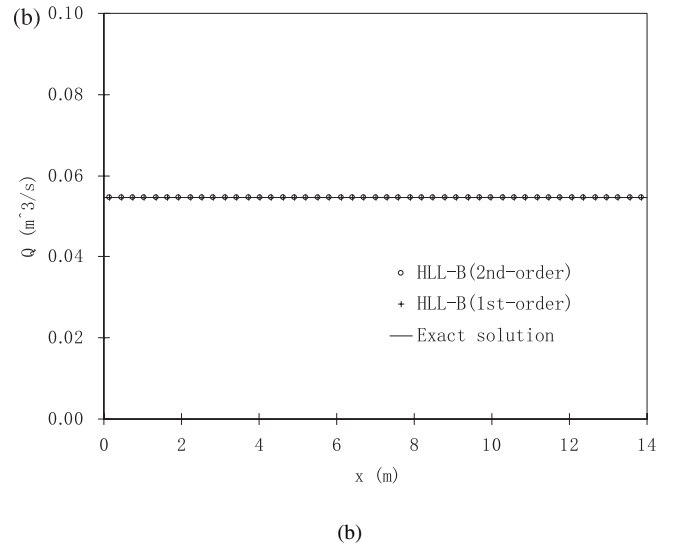 (b)
0.10
0.08
0.06
0.04
0.02
0.00
Q (m^3/s)
HLL-B(2nd-order)
HLL-B(1st-order)
Exact solution
0 2 4 6 8 10 12 14
x (m)
(b)